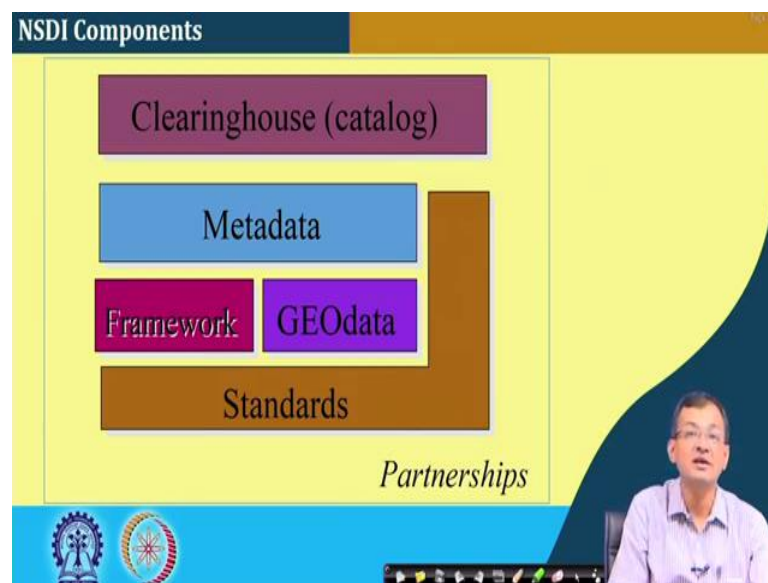 NSDI Components
Clearinghouse (catalog)
Metadata
Framework
GEOdata
Standards
Partnerships